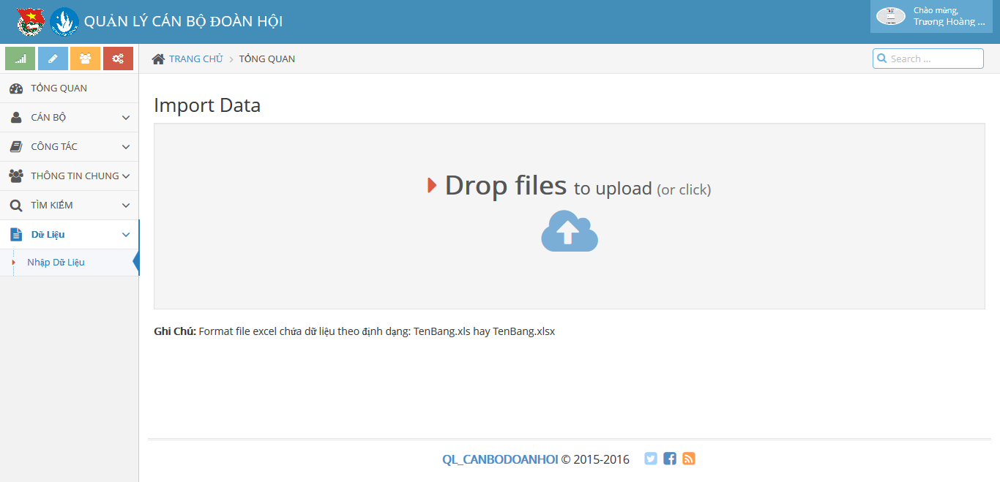 QUẢN LÝ CÁN BỘ ĐOÀN HỘI
Chào mừng,
Trương Hoàng ...
TRANG CHỦ
TỔNG QUAN
Search ...
TỔNG QUAN
CÁN BỘ
CÔNG TÁC
THÔNG TIN CHUNG
TÌM KIẾM
Dữ Liệu
Nhập Dữ Liệu
Import Data
Drop files to upload (or click)
Ghi Chú: Format file excel chứa dữ liệu theo định dạng: TenBang.xls hay TenBang.xlsx
QL_CANBODOANHOI © 2015-2016